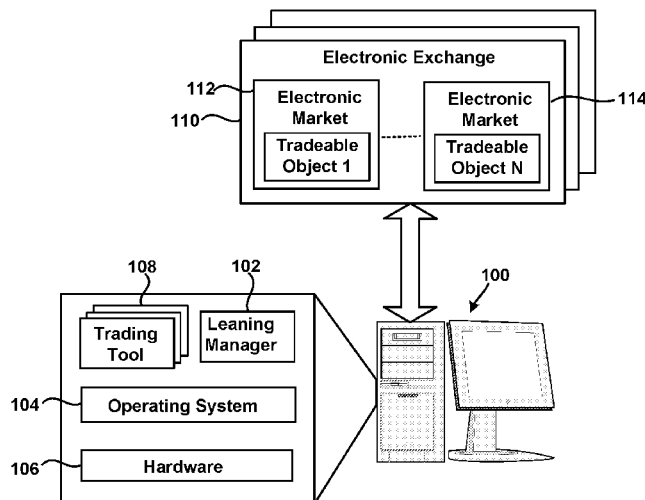 Electronic Exchange
112
110
Electronic
Market
Tradeable
Object 1
Electronic
Market
Tradeable
Object N
114
108
102
100
Trading
Tool
Leaning
Manager
104
Operating System
106
Hardware